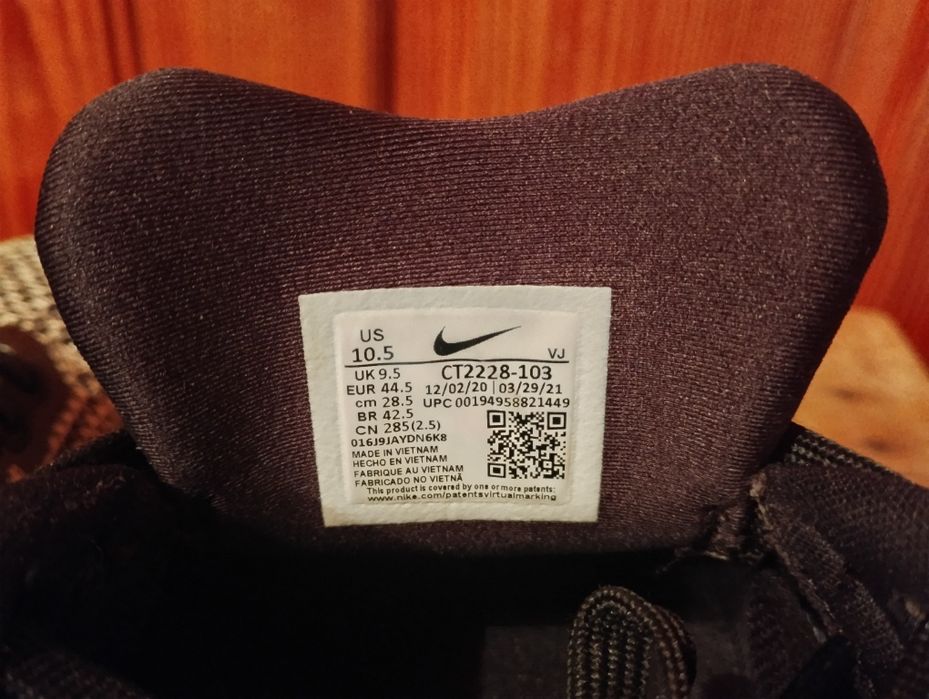 US
10.5
VJ
UK 9.5
CT2228-103
EUR 44.5
12/02/20 | 03/29/21
cm 28.5
UPC 00194958821449
BR 42.5
CN 285(2.5)
016J9JAYDN6K8
MADE IN VIETNAM
HECHO EN VIETNAM
FABRIQUE AU VIETNAM
FABRICADO NO VIETNÃ
This product is covered by one or more patents:
www.nike.com/patentsvirtualmarking